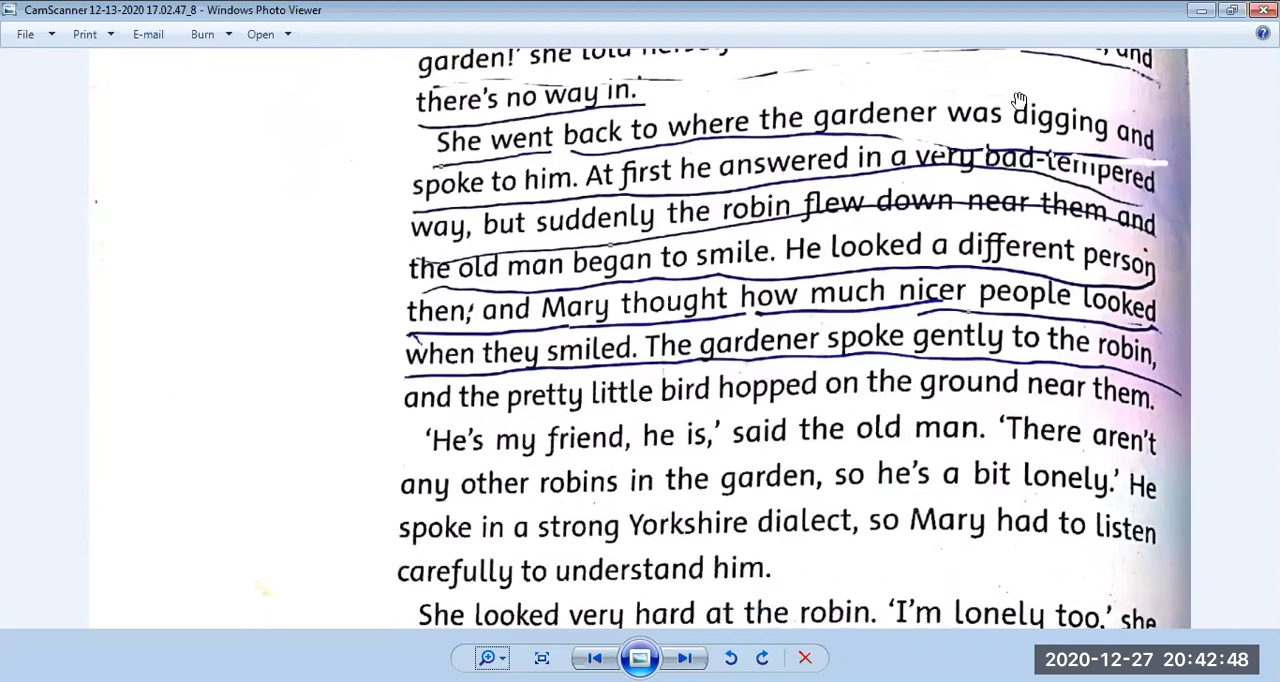 CamScanner 12-13-2020 17.02.47_8 - Windows Photo Viewer
File Print E-mail Burn Open
garden!' she told herself and
there's no way in.'
She went back to where the gardener was digging and
spoke to him. At first he answered in a very bad-tempered
way, but suddenly the robin flew down near them and
the old man began to smile. He looked a different person
then, and Mary thought how much nicer people looked
when they smiled. The gardener spoke gently to the robin,
and the pretty little bird hopped on the ground near them.
'He's my friend, he is,' said the old man. 'There aren't
any other robins in the garden, so he's a bit lonely.' He
spoke in a strong Yorkshire dialect, so Mary had to listen
carefully to understand him.
She looked very hard at the robin. 'I'm lonely too,' she
2020-12-27 20:42:48